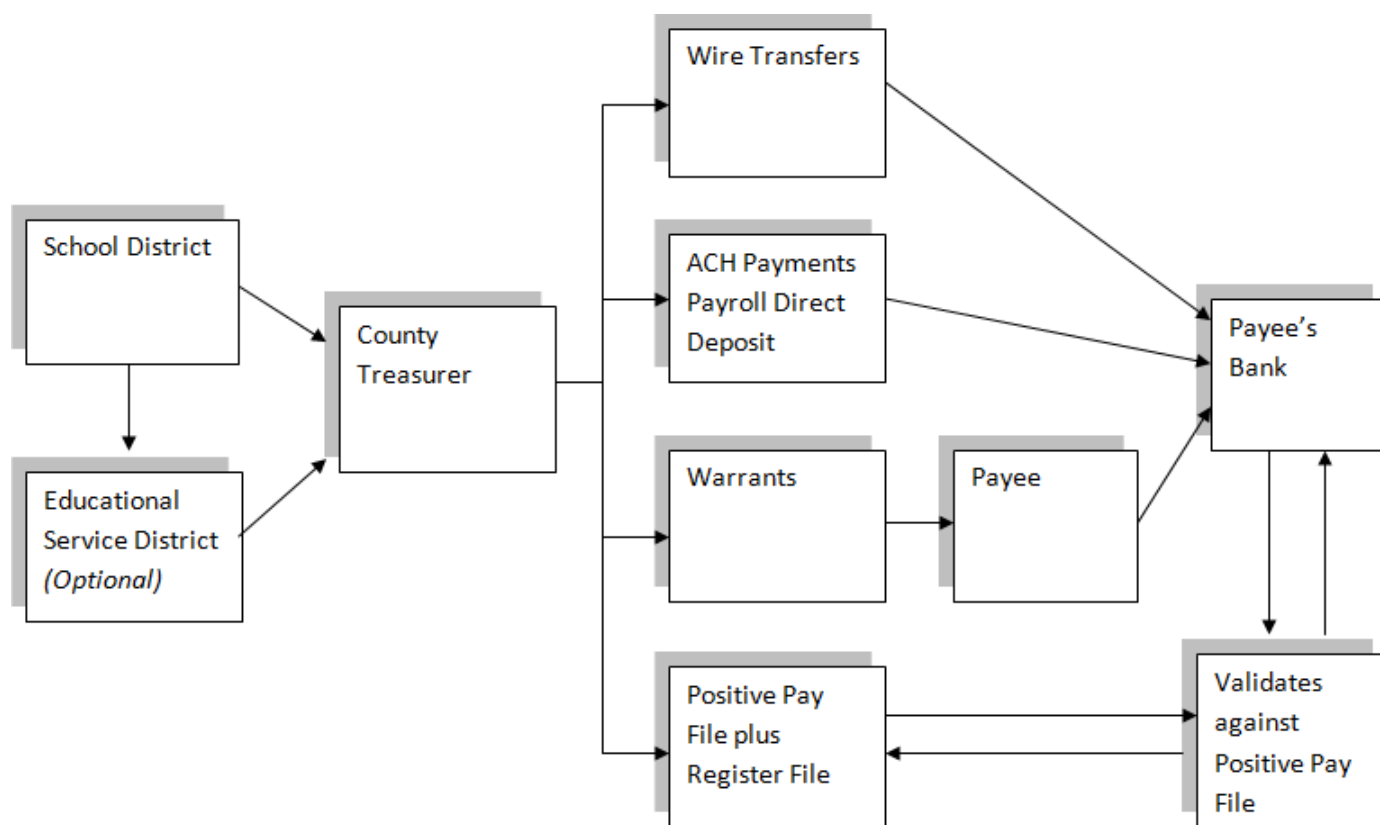 Wire Transfers
School District
ACH Payments
Payroll Direct
Deposit
County
Treasurer
Payee’s
Bank
Educational
Service District
(Optional)
Warrants
Payee
Positive Pay
File plus
Register File
Validates
against
Positive Pay
File